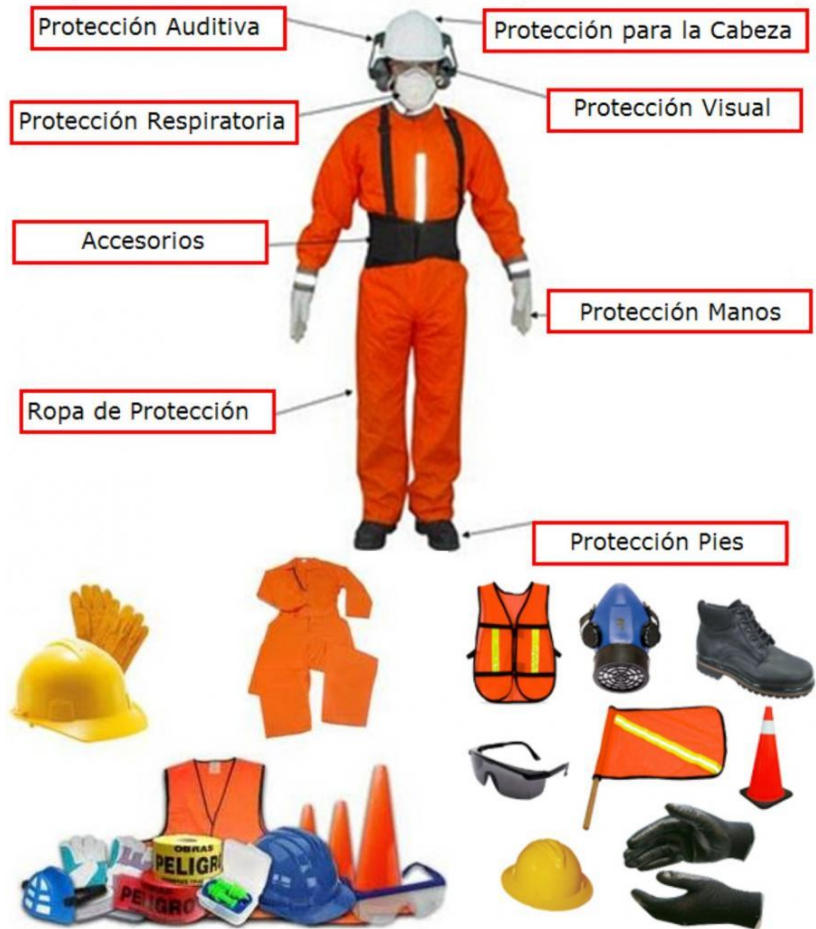 Protección Auditiva
Protección para la Cabeza
Protección Respiratoria
Protección Visual
Accesorios
Protección Manos
Ropa de Protección
Protección Pies
OBRAS
PELIGR
PELIGRO